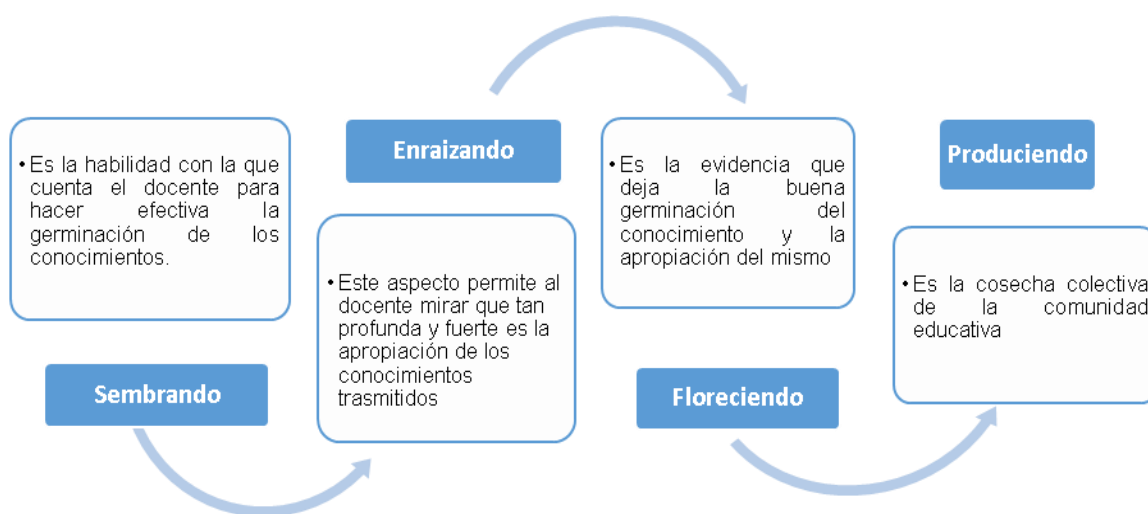 • Es la habilidad con la que
cuenta el docente para
hacer efectiva la
germinación de los
conocimientos.
Sembrando
Enraizando
• Este aspecto permite al
docente mirar que tan
profunda y fuerte es la
apropiación de los
conocimientos
trasmitidos
• Es la evidencia que
deja la buena
germinación del
conocimiento y la
apropiación del mismo
Floreciendo
Produciendo
• Es la cosecha colectiva
de la comunidad
educativa